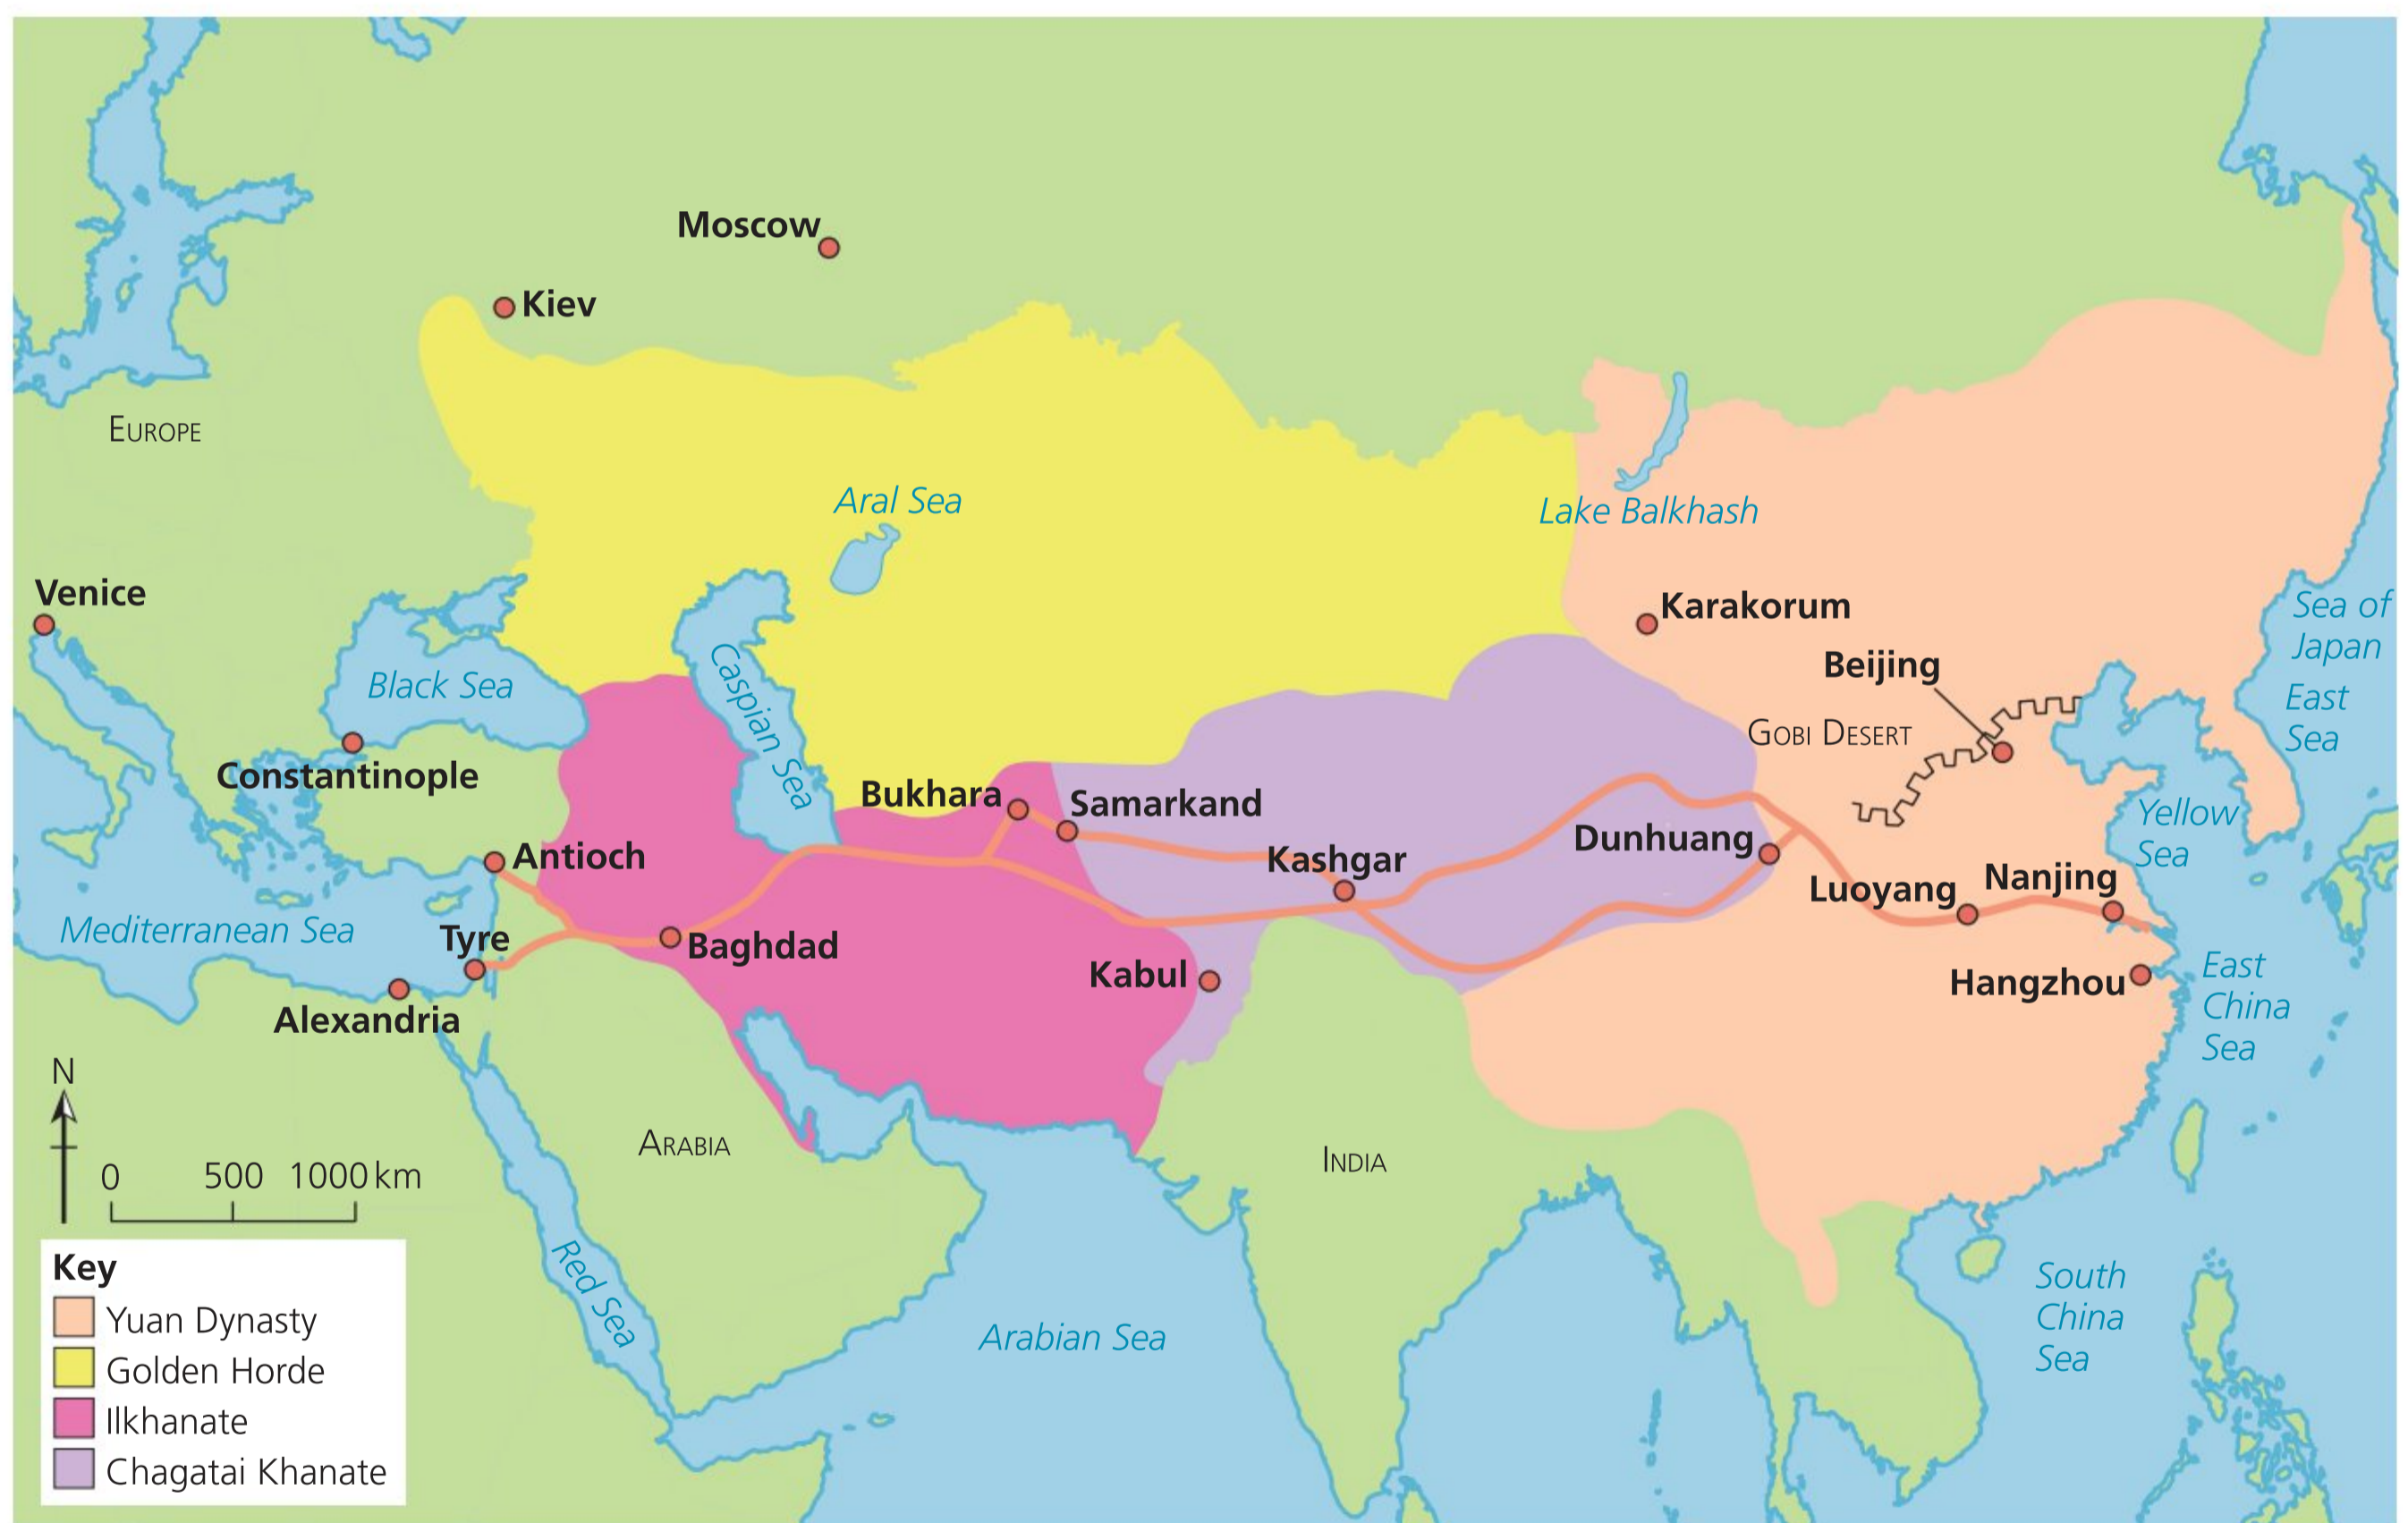 Moscow
Kiev
EUROPE
Aral Sea
Lake Balkhash
Venice
Karakorum
Sea of
Japan
Beijing
Black Sea
Caspian Sea
East
Sea
GOBI DESERT
Constantinople
Bukhara
Samarkand
Yellow
Sea
Antioch
Kashgar
Dunhuang
Luoyang
Nanjing
Mediterranean Sea
Tyre
Baghdad
Kabul
Hangzhou
East
China
Sea
Alexandria
N
ARABIA
INDIA
0 500 1000 km
Red Sea
Arabian Sea
South
China
Sea
Key
Yuan Dynasty
Golden Horde
Ilkhanate
Chagatai Khanate